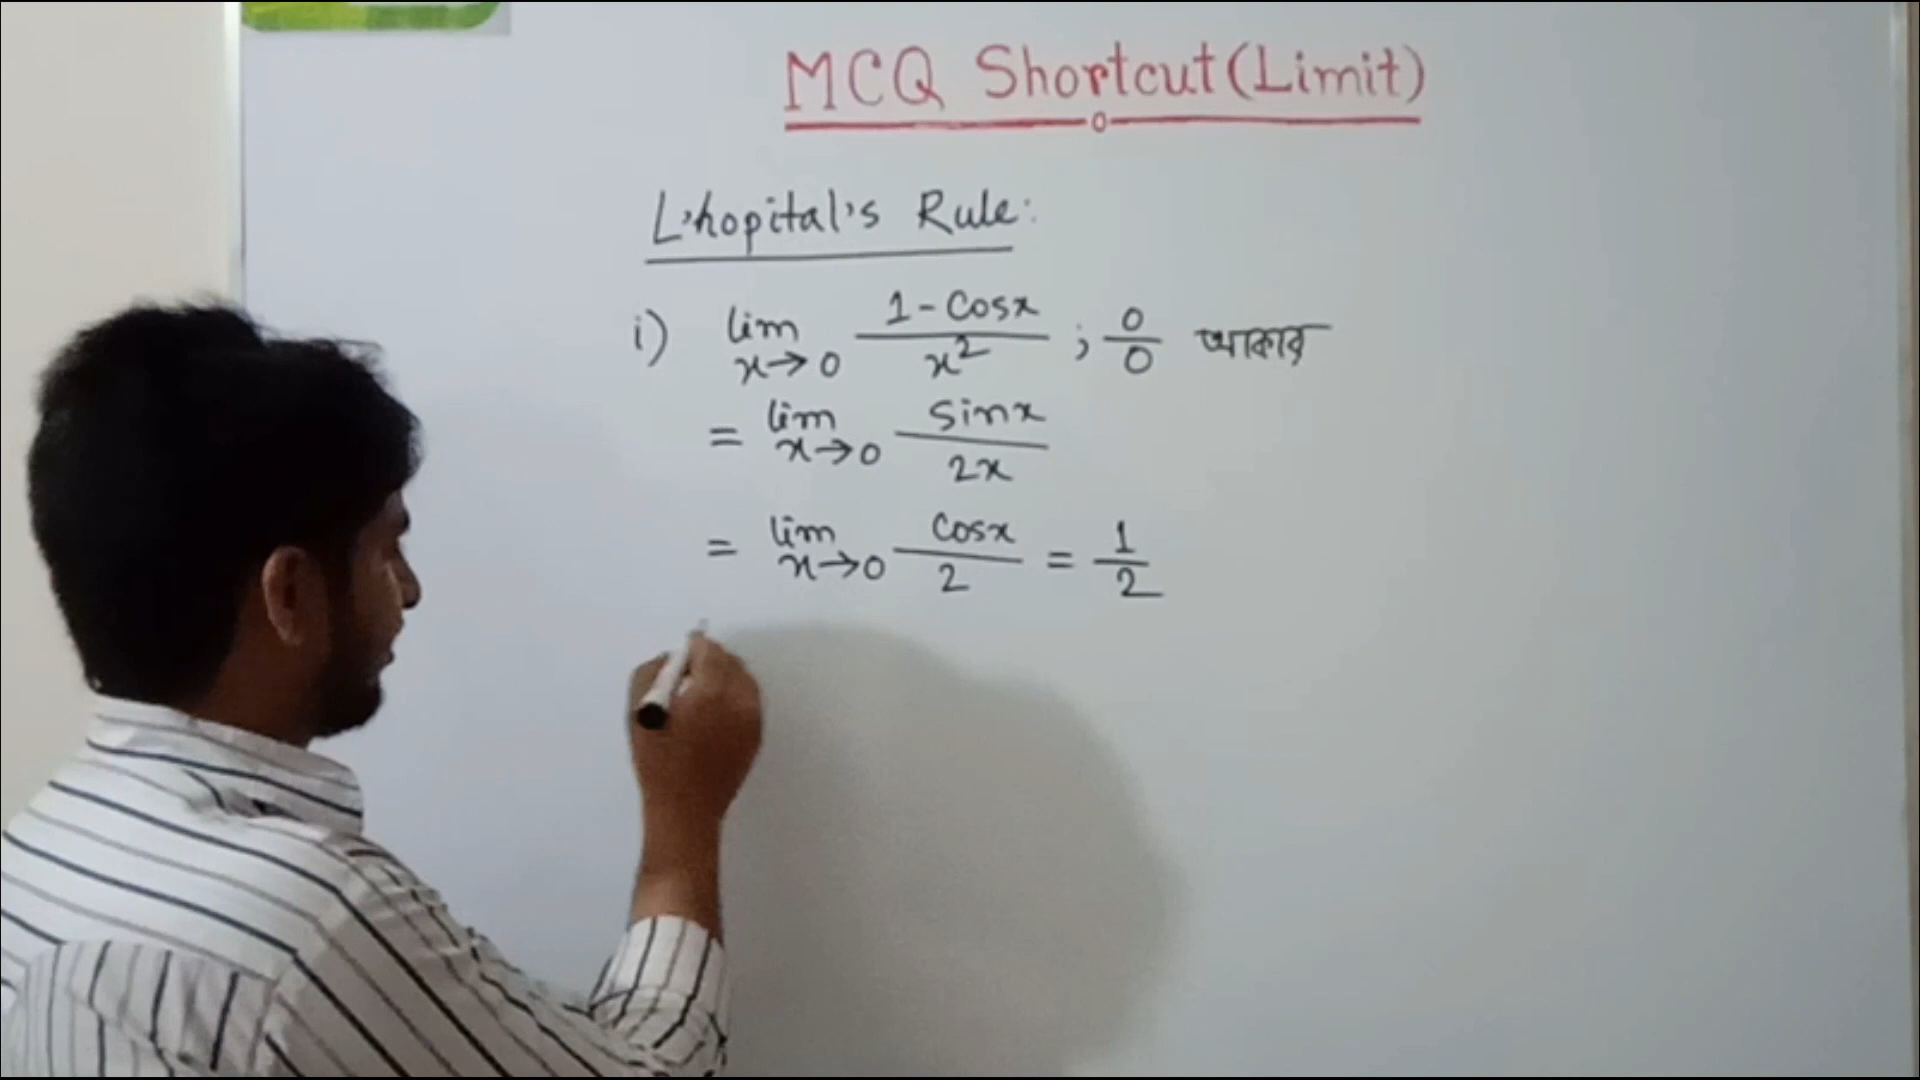 MCQ Shortcut (Limit)
L'hopital's Rule:
i) lim x→0 (1 - Cosx)/x² ; 0/0 আকার
= lim x→0 Sinx/2x
= lim x→0 Cosx/2 = 1/2